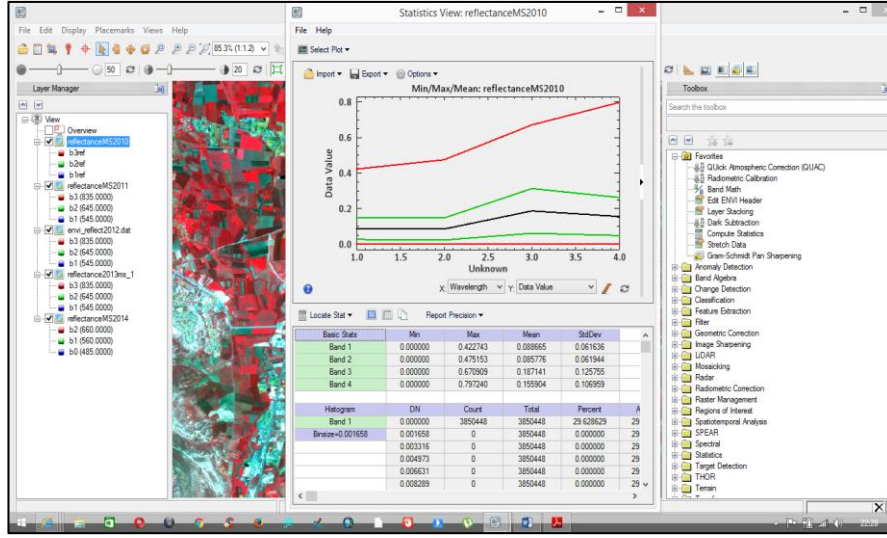 Statistics View: reflectanceMS2010
File Edit Display Placemarks Views Help
85.3% (1:1.2)
50
20
Layer Manager
View
Overview
reflectanceMS2010
b3ref
b2ref
b1ref
reflectanceMS2011
b3 (835.0000)
b2 (645.0000)
b1 (545.0000)
envi_reflect2012.dat
b3 (835.0000)
b2 (645.0000)
b1 (545.0000)
reflectance2013ms_1
b3 (835.0000)
b2 (645.0000)
b1 (545.0000)
reflectanceMS2014
b2 (660.0000)
b1 (560.0000)
b0 (485.0000)
File Help
Select Plot
Import Export Options
Min/Max/Mean: reflectanceMS2010
Data Value
0.8
0.6
0.4
0.2
0.0
1.0 1.5 2.0 2.5 3.0 3.5 4.0
Unknown
X: Wavelength Y: Data Value
Locate Stat Report Precision
Basic Stats Min Max Mean StdDev
Band 1 0.000000 0.422743 0.088665 0.061636
Band 2 0.000000 0.475153 0.085776 0.061944
Band 3 0.000000 0.670909 0.187141 0.125755
Band 4 0.000000 0.797240 0.155904 0.106959
Histogram DN Count Total Percent A
Band 1 0.000000 3850448 3850448 29.628629 29
Binsize=0.001658 0.001658 0 3850448 0.000000 29
0.003316 0 3850448 0.000000 29
0.004973 0 3850448 0.000000 29
0.006631 0 3850448 0.000000 29
0.008289 0 3850448 0.000000 29
Toolbox
Search the toolbox
Favorites
QUick Atmospheric Correction (QUAC)
Radiometric Calibration
Band Math
Edit ENVI Header
Layer Stacking
Dark Subtraction
Compute Statistics
Stretch Data
Gram-Schmidt Pan Sharpening
Anomaly Detection
Band Algebra
Change Detection
Classification
Feature Extraction
Filter
Geometric Correction
Image Sharpening
LiDAR
Mosaicking
Radar
Radiometric Correction
Raster Management
Regions of Interest
Spatiotemporal Analysis
SPEAR
Spectral
Statistics
Target Detection
THOR
Terrain
22:28